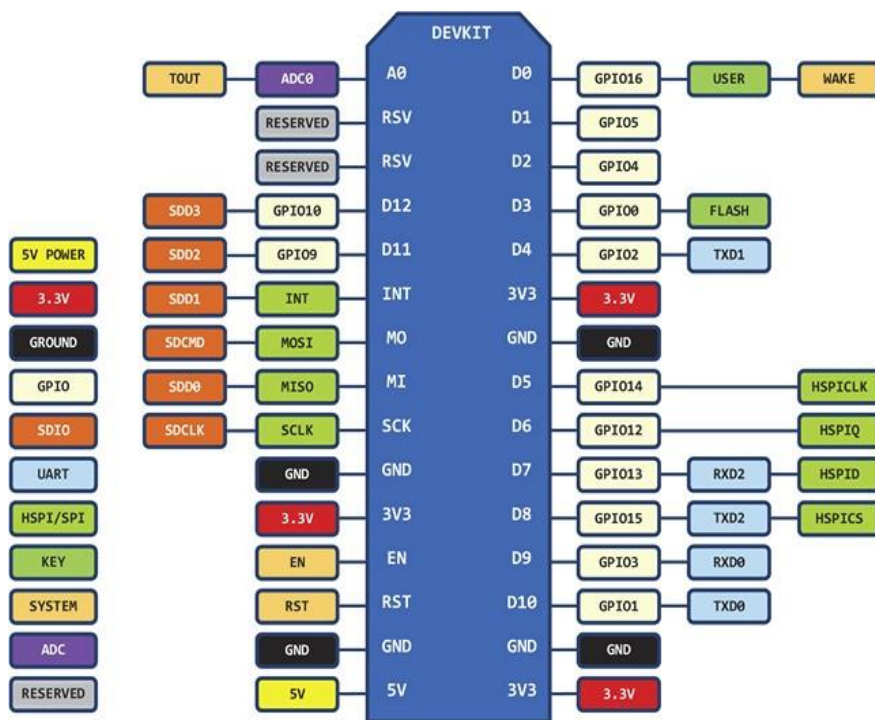 DEVKIT
TOUT ADC0 A0 D0 GPIO16 USER WAKE
RESERVED RSV D1 GPIO5
RESERVED RSV D2 GPIO4
SDD3 GPIO10 D12 D3 GPIO0 FLASH
5V POWER SDD2 GPIO9 D11 D4 GPIO2 TXD1
3.3V SDD1 INT INT 3V3 3.3V
GROUND SDCMD MOSI MO GND GND
GPIO SDD0 MISO MI D5 GPIO14 HSPICLK
SDIO SDCLK SCLK SCK D6 GPIO12 HSPIQ
UART GND GND D7 GPIO13 RXD2 HSPID
HSPI/SPI 3.3V 3V3 D8 GPIO15 TXD2 HSPICS
KEY EN EN D9 GPIO3 RXD0
SYSTEM RST RST D10 GPIO1 TXD0
ADC GND GND GND GND
RESERVED 5V 5V 3V3 3.3V